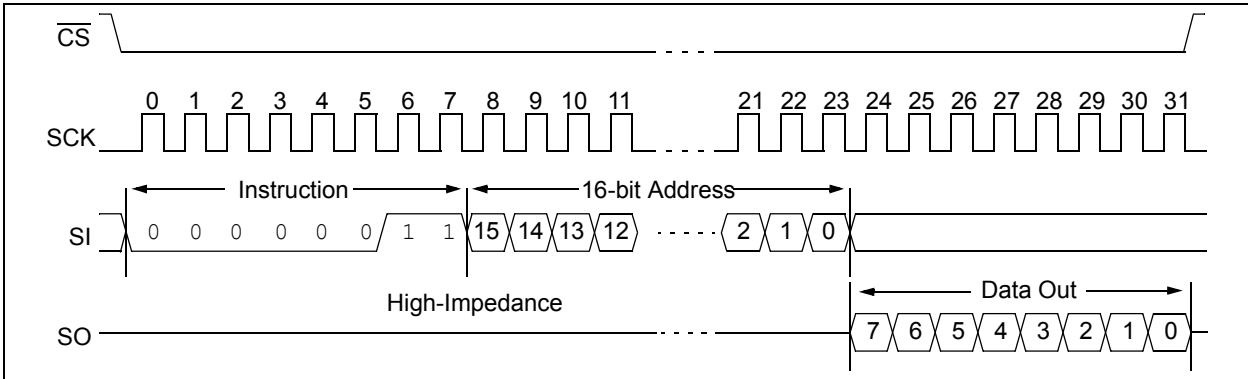 CS
0 1 2 3 4 5 6 7 8 9 10 11 21 22 23 24 25 26 27 28 29 30 31
SCK
Instruction 16-bit Address
SI 0 0 0 0 0 0 1 1 15 14 13 12 2 1 0
High-Impedance Data Out
SO 7 6 5 4 3 2 1 0